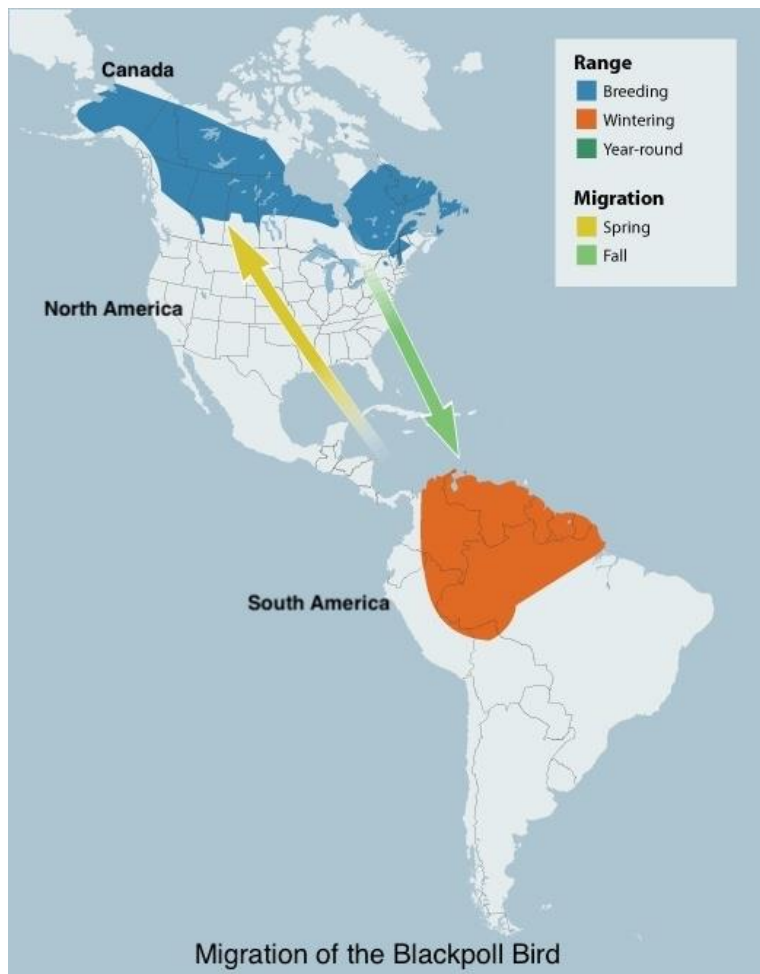 Canada
Range
Breeding
Wintering
Year-round
Migration
Spring
Fall
North America
South America
Migration of the Blackpoll Bird